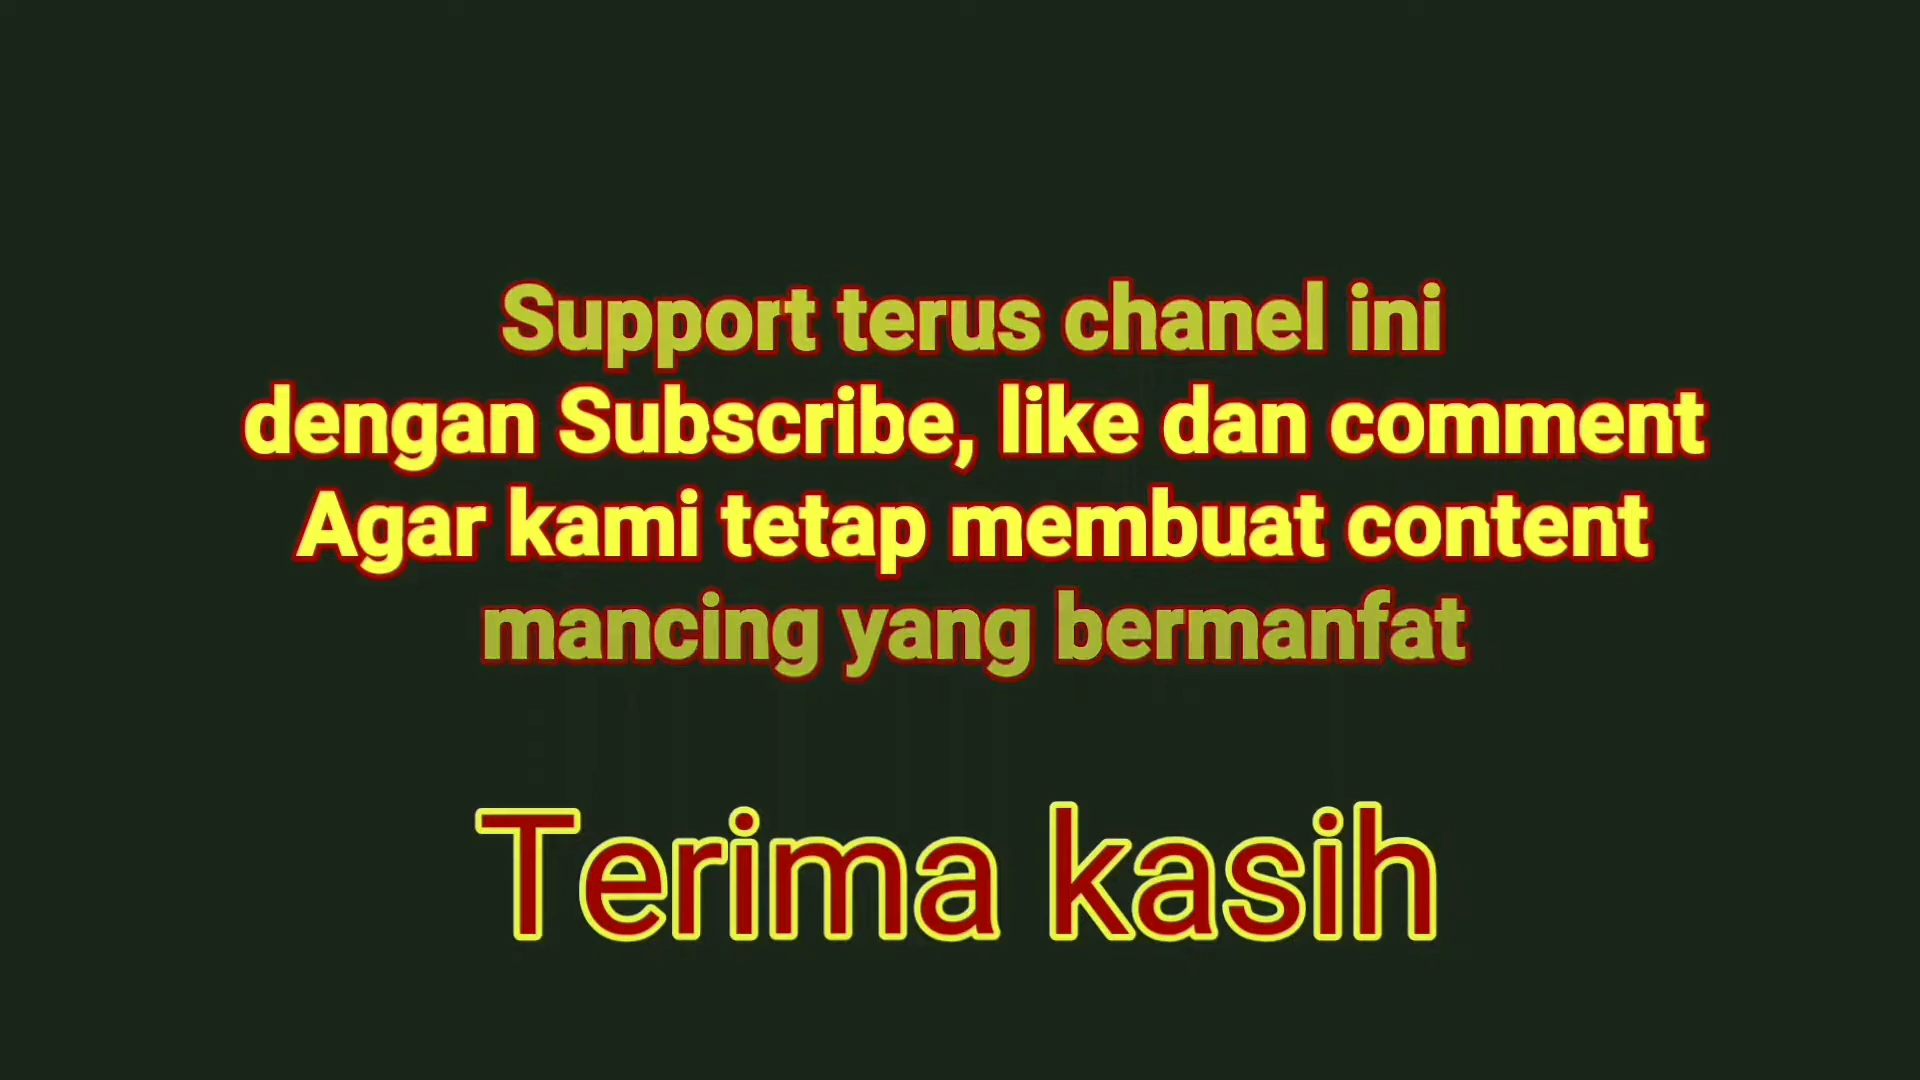 Support terus chanel ini
dengan Subscribe, like dan comment
Agar kami tetap membuat content
mancing yang bermanfat
Terima kasih